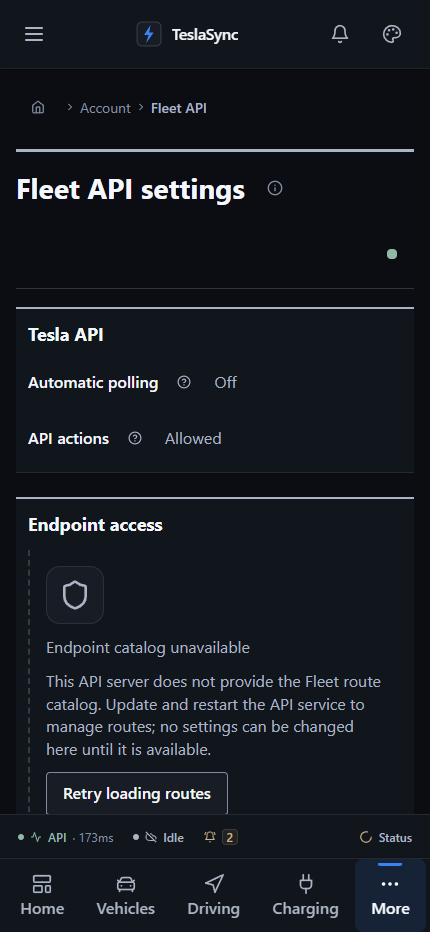 TeslaSync
Account › Fleet API
Fleet API settings
Tesla API
Automatic polling Off
API actions Allowed
Endpoint access
Endpoint catalog unavailable
This API server does not provide the Fleet route
catalog. Update and restart the API service to
manage routes; no settings can be changed
here until it is available.
Retry loading routes
API · 173ms Idle 2 Status
Home Vehicles Driving Charging More